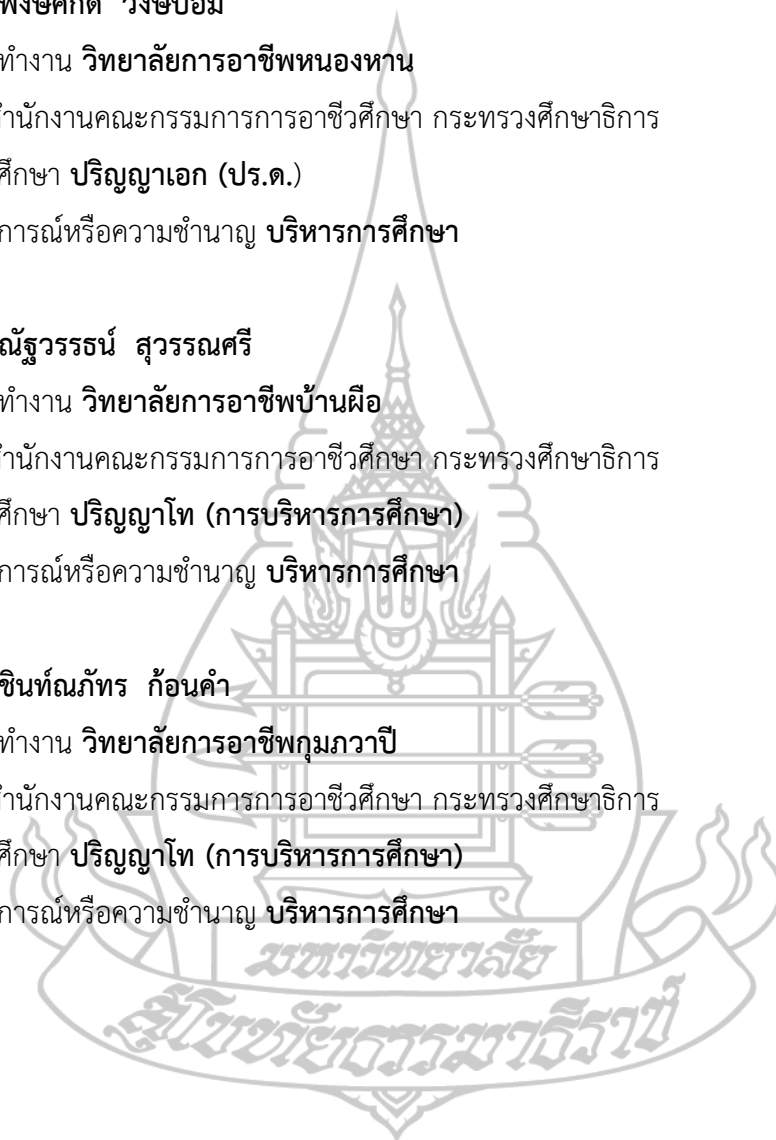 พงษ์ศักดิ์ วงษ์ป้อม
ทำงาน วิทยาลัยการอาชีพหนองหาน
สำนักงานคณะกรรมการการอาชีวศึกษา กระทรวงศึกษาธิการ
ศึกษา ปริญญาเอก (ปร.ด.)
การณ์หรือความชำนาญ บริหารการศึกษา
ณัฐวรรธน์ สุวรรณศรี
ทำงาน วิทยาลัยการอาชีพบ้านผือ
สำนักงานคณะกรรมการการอาชีวศึกษา กระทรวงศึกษาธิการ
ศึกษา ปริญญาโท (การบริหารการศึกษา)
การณ์หรือความชำนาญ บริหารการศึกษา
ชินท์ณภัทร ก้อนคำ
ทำงาน วิทยาลัยการอาชีพกุมภวาปี
สำนักงานคณะกรรมการการอาชีวศึกษา กระทรวงศึกษาธิการ
ศึกษา ปริญญาโท (การบริหารการศึกษา)
การณ์หรือความชำนาญ บริหารการศึกษา
มหาวิทยาลัย
สุโขทัยธรรมาธิราช